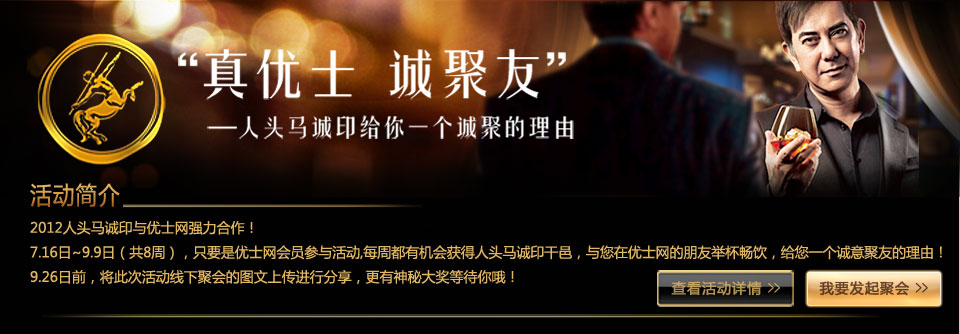 “真优士 诚聚友”
—人头马诚印给你一个诚聚的理由
活动简介
2012人头马诚印与优士网强力合作！
7.16日~9.9日（共8周），只要是优士网会员参与活动,每周都有机会获得人头马诚印干邑，与您在优士网的朋友举杯畅饮，给您一个诚意聚友的理由！
9.26日前，将此次活动线下聚会的图文上传进行分享，更有神秘大奖等待你哦！
查看活动详情 >>
我要发起聚会 >>